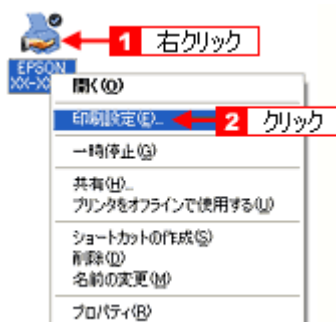 1 右クリック
EPSON
XX-XX
開く(O)
印刷設定(E)...
2 クリック
一時停止(G)
共有(H)...
プリンタをオフラインで使用する(U)
ショートカットの作成(S)
削除(D)
名前の変更(M)
プロパティ(R)